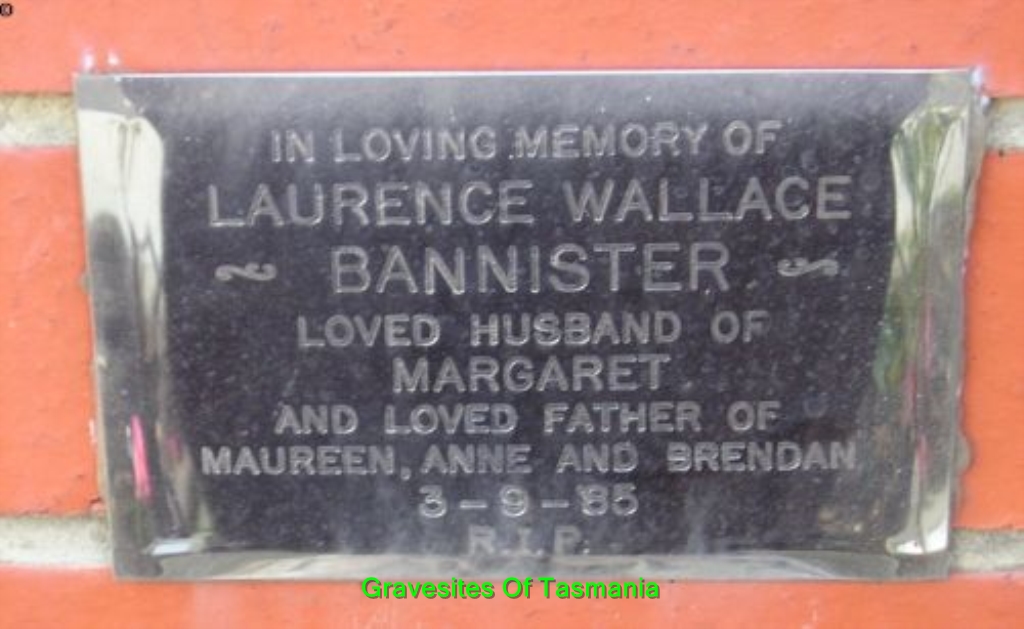 IN LOVING MEMORY OF
LAURENCE WALLACE
BANNISTER
LOVED HUSBAND OF
MARGARET
AND LOVED FATHER OF
MAUREEN, ANNE AND BRENDAN
3-9-85
R.I.P.
Gravesites Of Tasmania